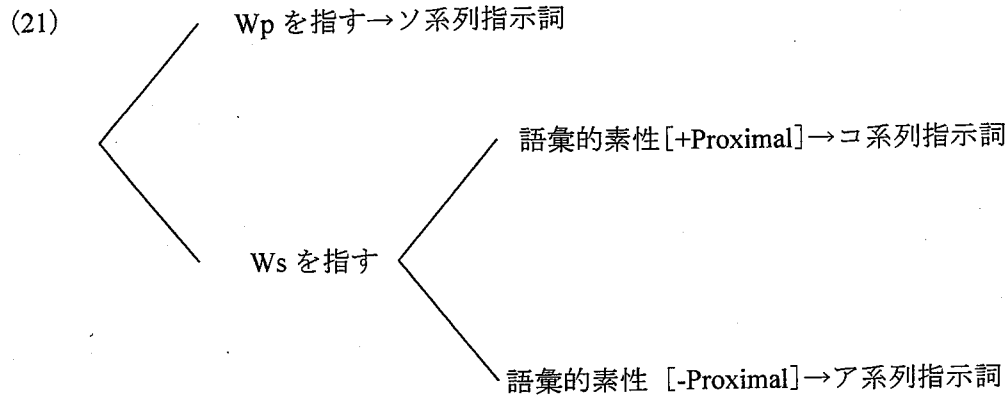 (21) Wp を指す→ソ系列指示詞
語彙的素性[+Proximal]→コ系列指示詞
Ws を指す
語彙的素性 [-Proximal]→ア系列指示詞